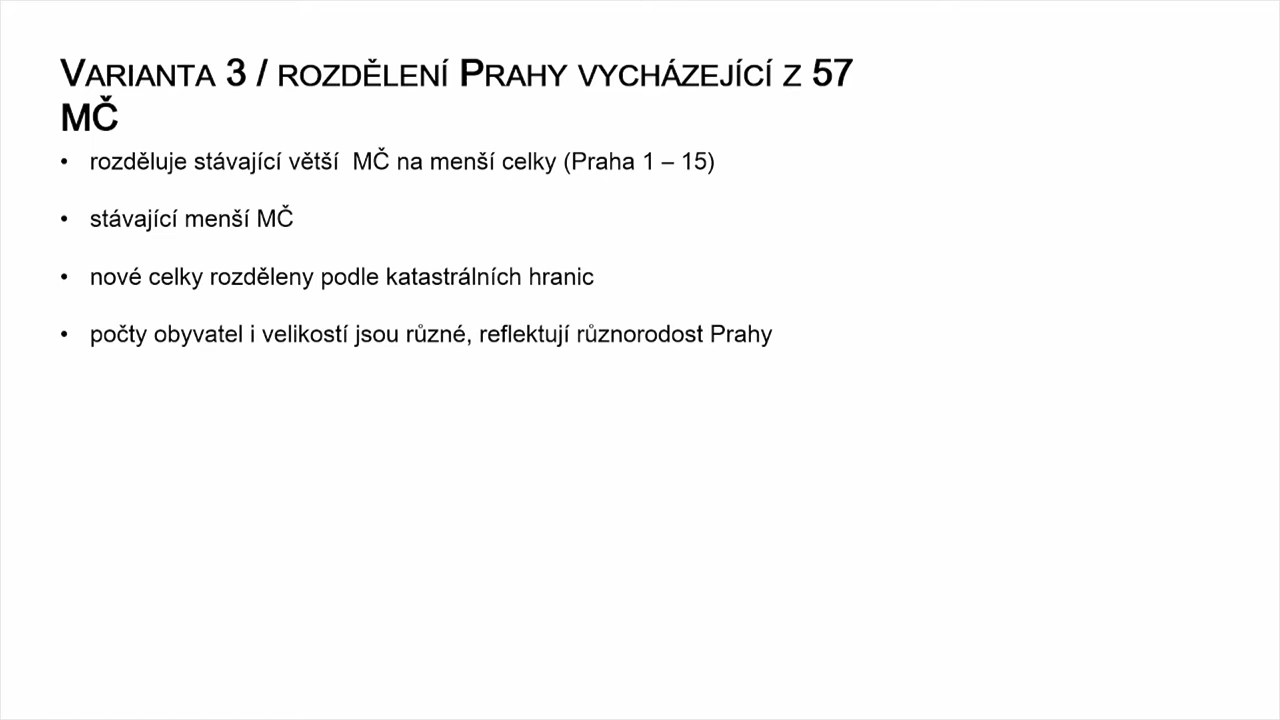 VARIANTA 3 / ROZDĚLENÍ PRAHY VYCHÁZEJÍCÍ Z 57
MČ
• rozděluje stávající větší  MČ na menší celky (Praha 1 – 15)
• stávající menší MČ
• nové celky rozděleny podle katastrálních hranic
• počty obyvatel i velikostí jsou různé, reflektují různorodost Prahy